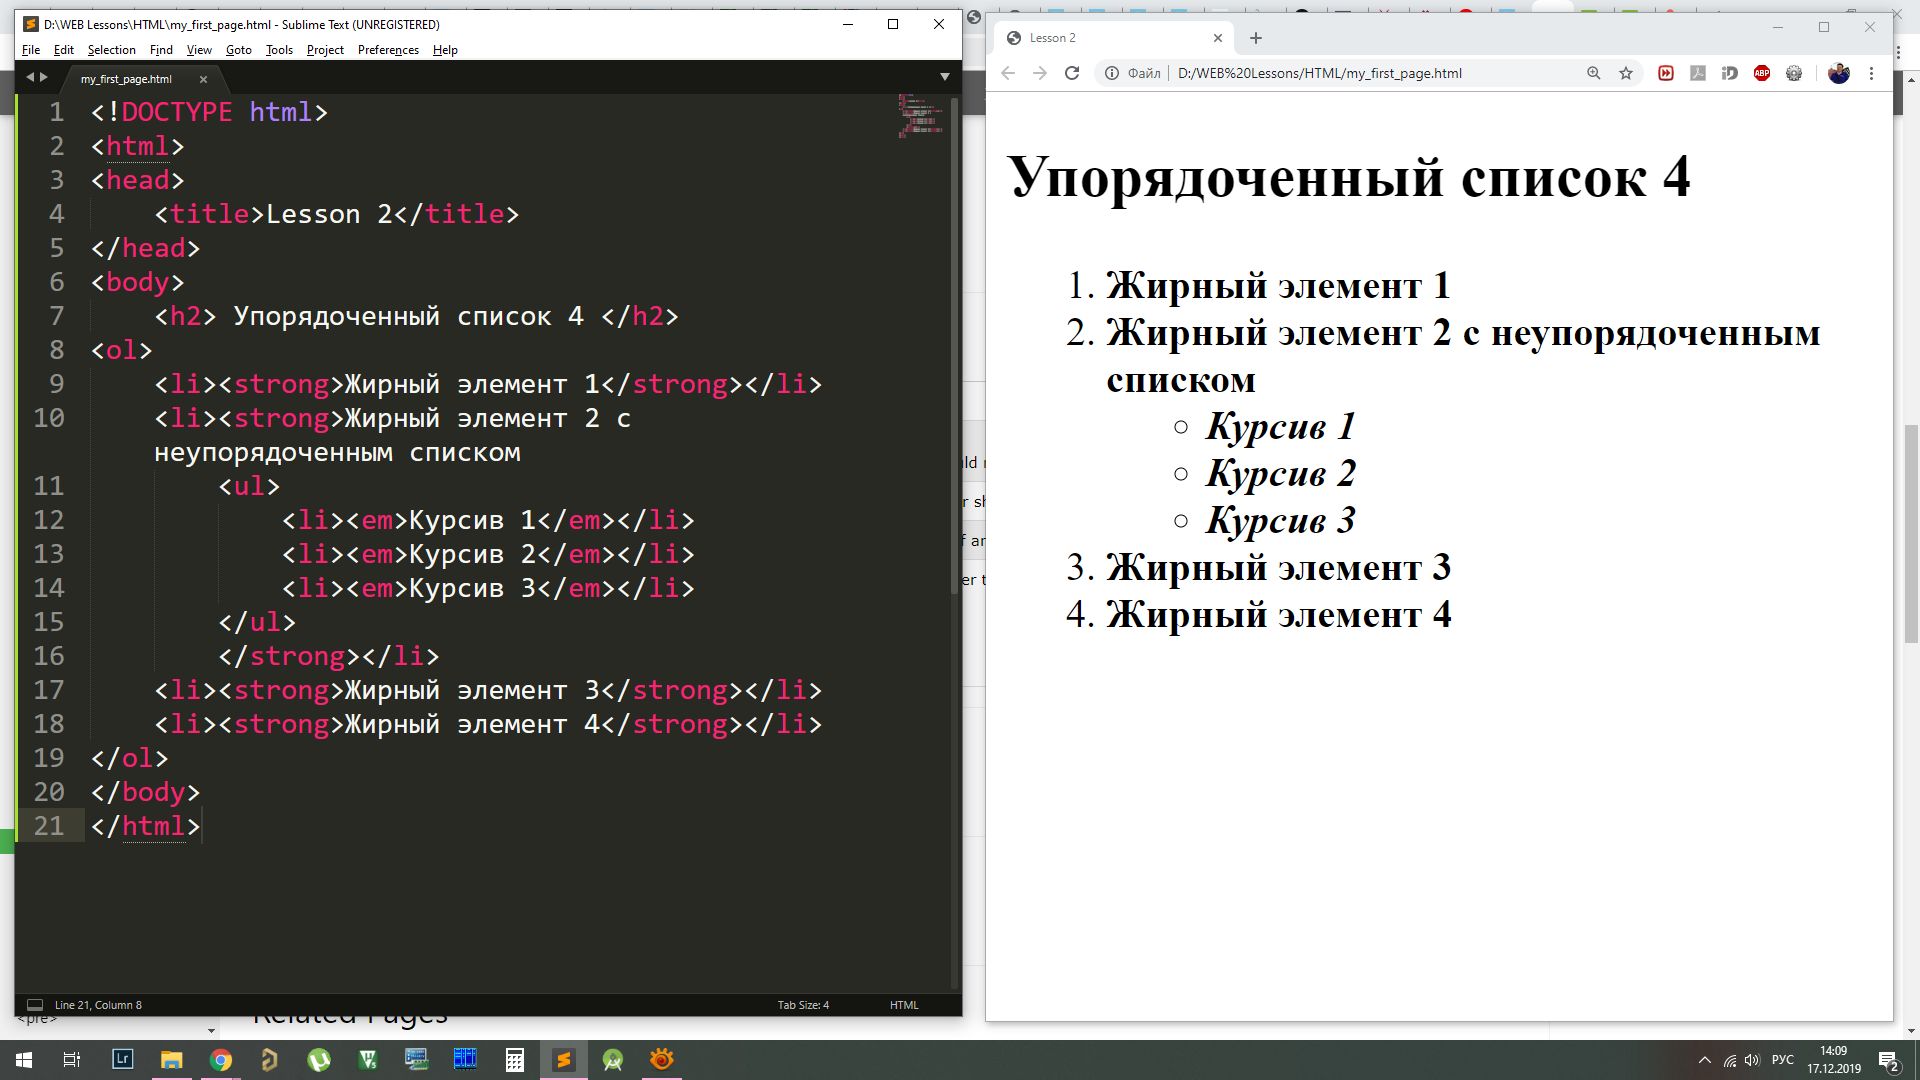 D:\WEB Lessons\HTML\my_first_page.html - Sublime Text (UNREGISTERED)
File Edit Selection Find View Goto Tools Project Preferences Help
my_first_page.html
1 <!DOCTYPE html>
2 <html>
3 <head>
4 <title>Lesson 2</title>
5 </head>
6 <body>
7 <h2> Упорядоченный список 4 </h2>
8 <ol>
9 <li><strong>Жирный элемент 1</strong></li>
10 <li><strong>Жирный элемент 2 с
неупорядоченным списком
11 <ul>
12 <li><em>Курсив 1</em></li>
13 <li><em>Курсив 2</em></li>
14 <li><em>Курсив 3</em></li>
15 </ul>
16 </strong></li>
17 <li><strong>Жирный элемент 3</strong></li>
18 <li><strong>Жирный элемент 4</strong></li>
19 </ol>
20 </body>
21 </html>
Line 21, Column 8
Tab Size: 4
HTML
Lesson 2
Файл
D:/WEB%20Lessons/HTML/my_first_page.html
ABP
Упорядоченный список 4
1. Жирный элемент 1
2. Жирный элемент 2 с неупорядоченным
списком
Курсив 1
Курсив 2
Курсив 3
3. Жирный элемент 3
4. Жирный элемент 4
<pre>
Related Pages
Lr
РУС
14:09
17.12.2019
2